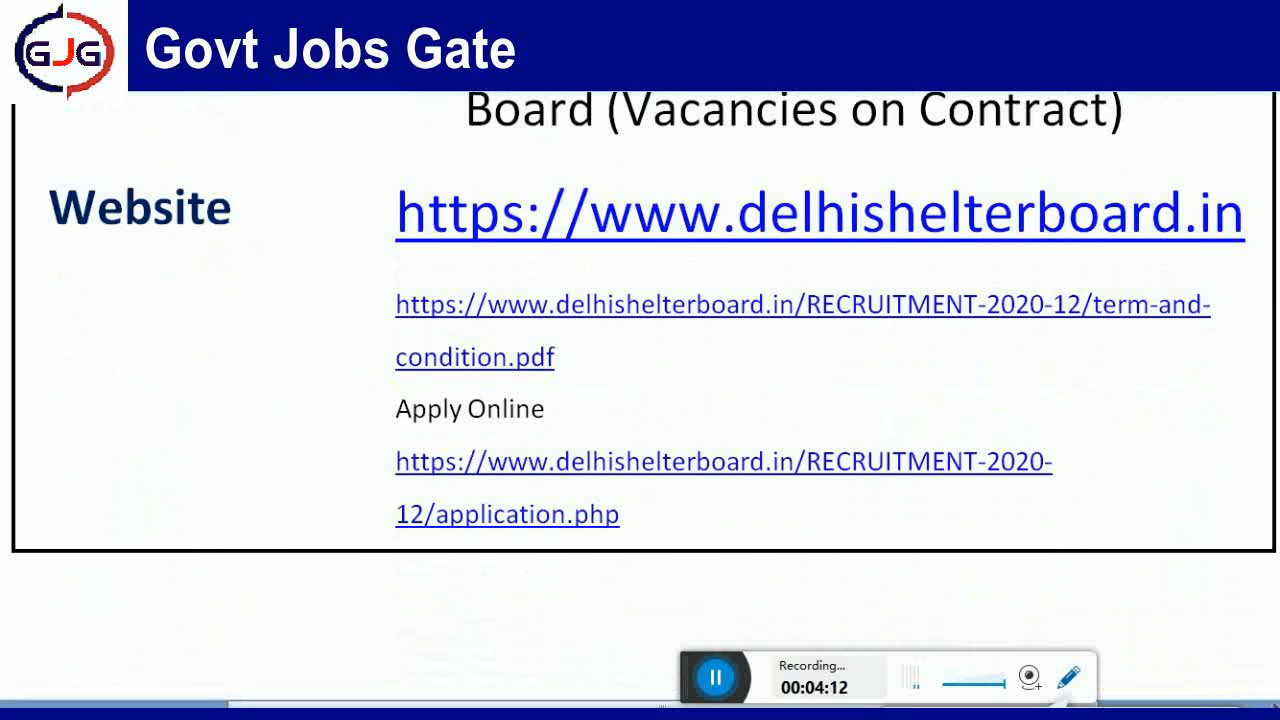 GJG
Govt Jobs Gate
Board (Vacancies on Contract)
Website
https://www.delhishelterboard.in
https://www.delhishelterboard.in/RECRUITMENT-2020-12/term-and-
condition.pdf
Apply Online
https://www.delhishelterboard.in/RECRUITMENT-2020-
12/application.php
Recording...
00:04:12